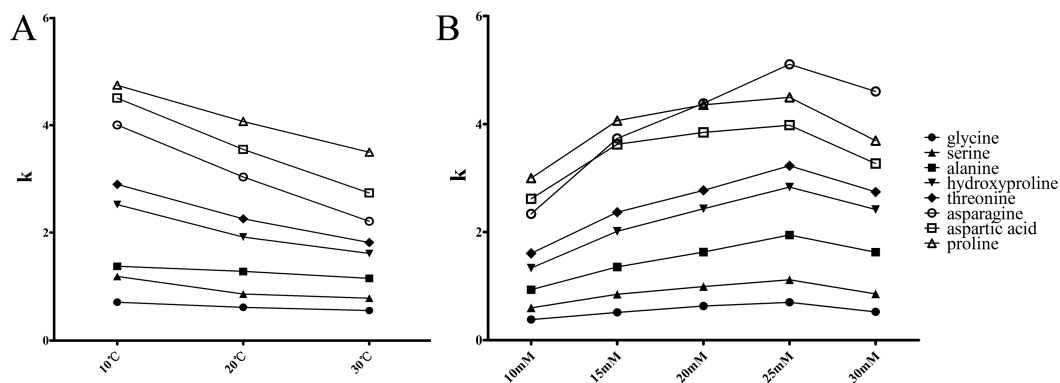 A
6
4
2
0
k
10℃
20℃
30℃
B
6
4
2
0
k
10mM
15mM
20mM
25mM
30mM
glycine
serine
alanine
hydroxyproline
threonine
asparagine
aspartic acid
proline